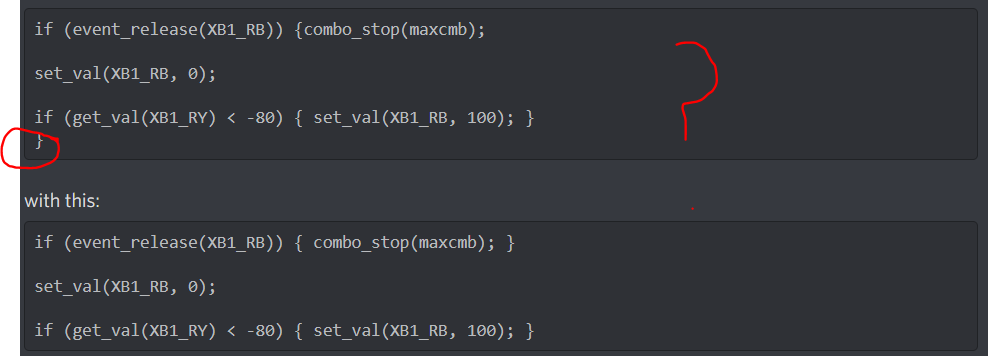 if (event_release(XB1_RB)) {combo_stop(maxcmb);
set_val(XB1_RB, 0);
if (get_val(XB1_RY) < -80) { set_val(XB1_RB, 100); }
}
?
with this:
if (event_release(XB1_RB)) { combo_stop(maxcmb); }
set_val(XB1_RB, 0);
if (get_val(XB1_RY) < -80) { set_val(XB1_RB, 100); }